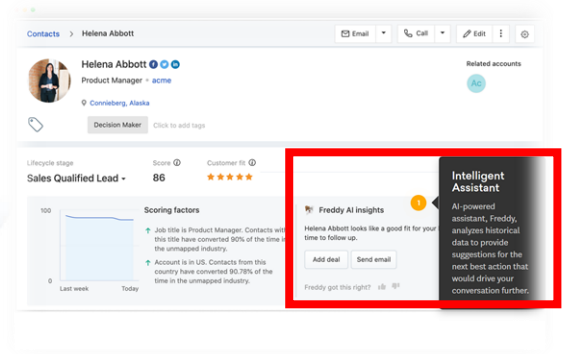 Contacts > Helena Abbott
Email
Call
Edit
Helena Abbott
Product Manager
acme
Related accounts
Ac
Connieberg, Alaska
Decision Maker
Click to add tags
Lifecycle stage
Score
Customer fit
Sales Qualified Lead
86
100
0
Last week
Today
Scoring factors
Job title is Product Manager. Contacts with
this title have converted 90% of the time in
the unmapped industry.
Account is in US. Contacts from this
country have converted 90.78% of the
time in the unmapped industry.
Freddy AI insights
1
Helena Abbott looks like a good fit for your
time to follow up.
Add deal
Send email
Freddy got this right?
Intelligent
Assistant
AI-powered
assistant, Freddy,
analyzes historical
data to provide
suggestions for the
next best action that
would drive your
conversation further.